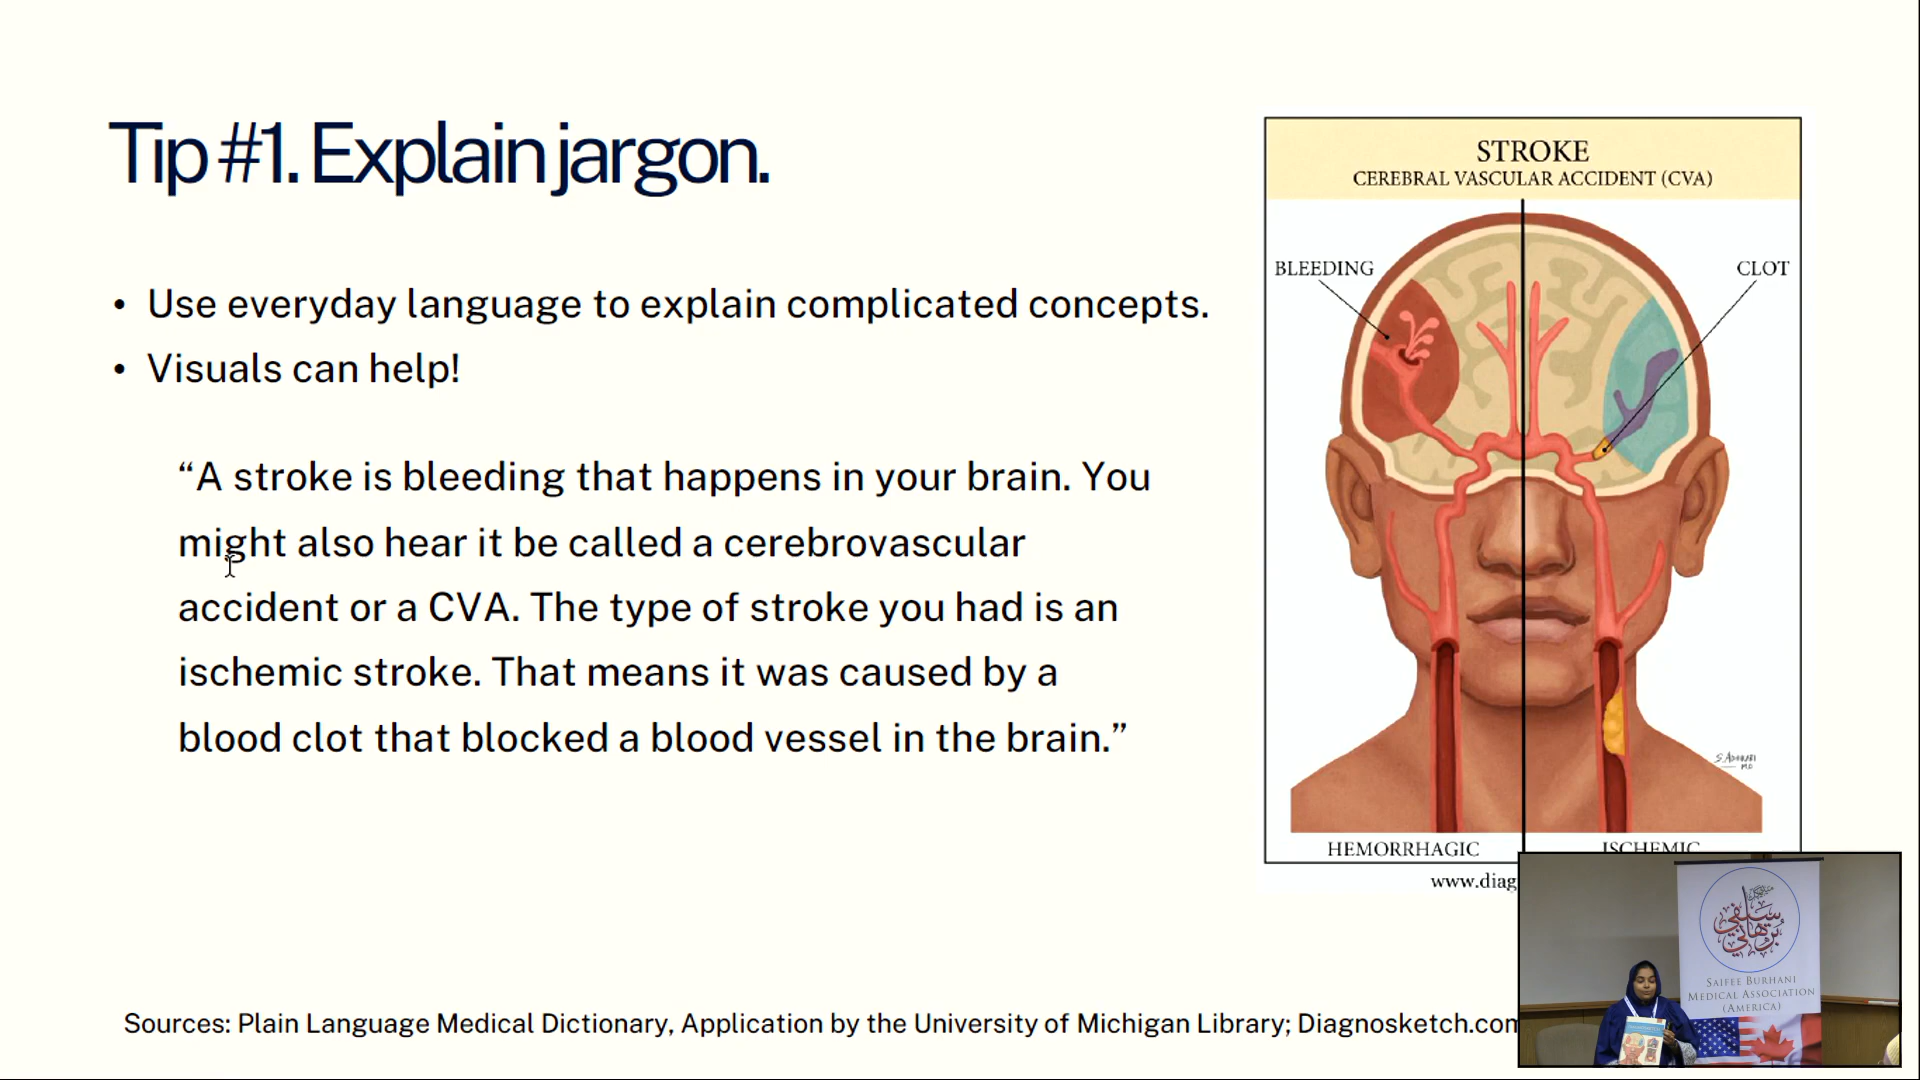 Tip #1. Explain jargon.
• Use everyday language to explain complicated concepts.
• Visuals can help!
“A stroke is bleeding that happens in your brain. You
might also hear it be called a cerebrovascular
accident or a CVA. The type of stroke you had is an
ischemic stroke. That means it was caused by a
blood clot that blocked a blood vessel in the brain.”
Sources: Plain Language Medical Dictionary, Application by the University of Michigan Library; Diagnosketch.com
STROKE
CEREBRAL VASCULAR ACCIDENT (CVA)
BLEEDING
CLOT
HEMORRHAGIC
ISCHEMIC
www.diag
سيفي
برهاني
SAIFEE BURHANI
MEDICAL ASSOCIATION
(AMERICA)